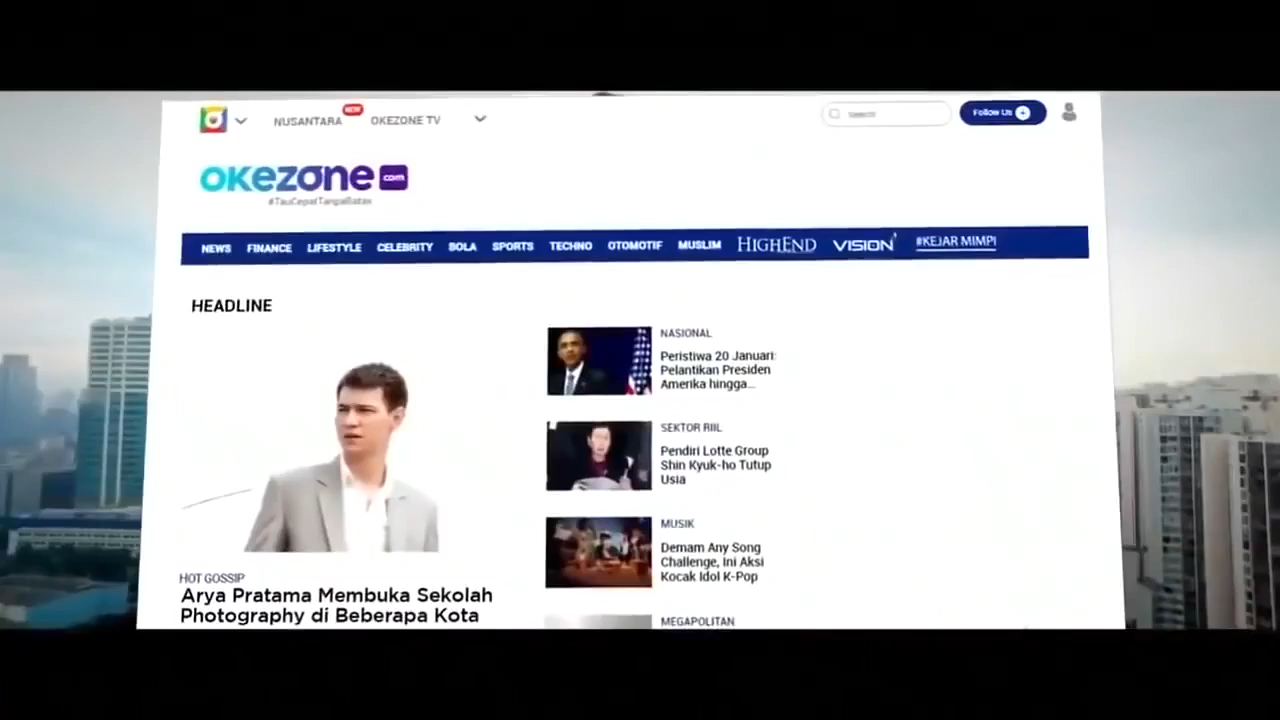 NUSANTARA
NEW
OKEZONE TV
Search
Follow Us
OKEZONE com
#TauCepatTanpaBatas
NEWS FINANCE LIFESTYLE CELEBRITY BOLA SPORTS TECHNO OTOMOTIF MUSLIM HIGHEND VISION+ #KEJAR MIMPI
HEADLINE
HOT GOSSIP
Arya Pratama Membuka Sekolah
Photography di Beberapa Kota
NASIONAL
Peristiwa 20 Januari:
Pelantikan Presiden
Amerika hingga...
SEKTOR RIIL
Pendiri Lotte Group
Shin Kyuk-ho Tutup
Usia
MUSIK
Demam Any Song
Challenge, Ini Aksi
Kocak Idol K-Pop
MEGAPOLITAN